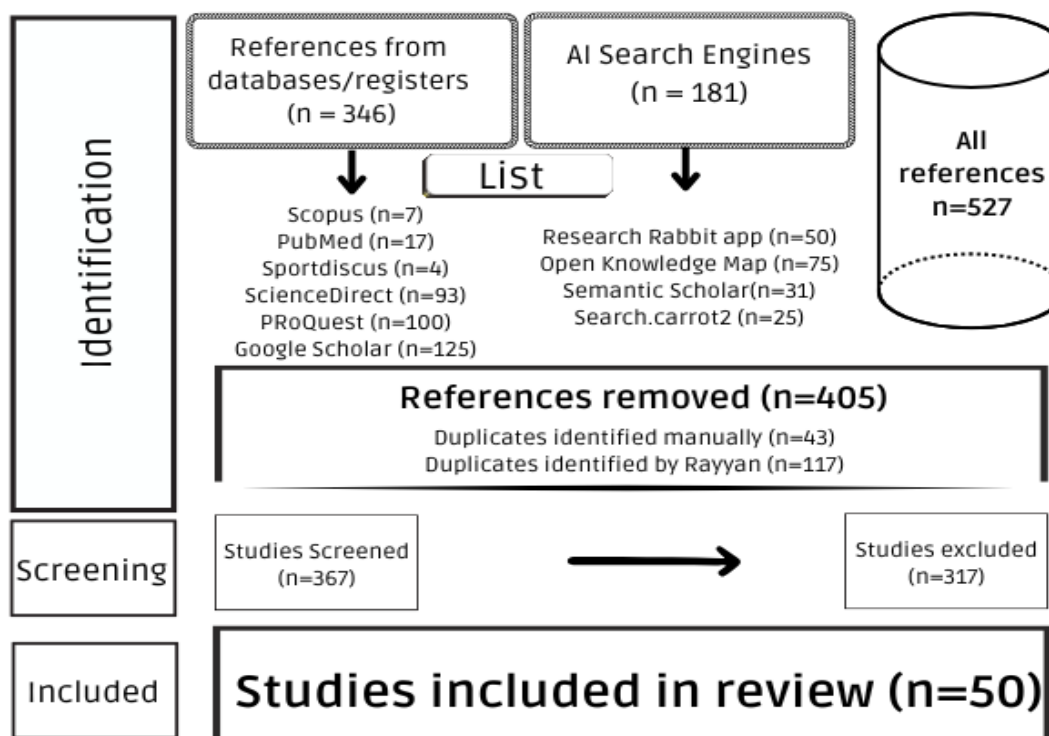 Identification
References from
databases/registers
(n = 346)
AI Search Engines
(n = 181)
All
references
n=527
List
Scopus (n=7)
PubMed (n=17)
Sportdiscus (n=4)
ScienceDirect (n=93)
PRoQuest (n=100)
Google Scholar (n=125)
Research Rabbit app (n=50)
Open Knowledge Map (n=75)
Semantic Scholar(n=31)
Search.carrot2 (n=25)
References removed (n=405)
Duplicates identified manually (n=43)
Duplicates identified by Rayyan (n=117)
Screening
Studies Screened
(n=367)
Studies excluded
(n=317)
Included
Studies included in review (n=50)